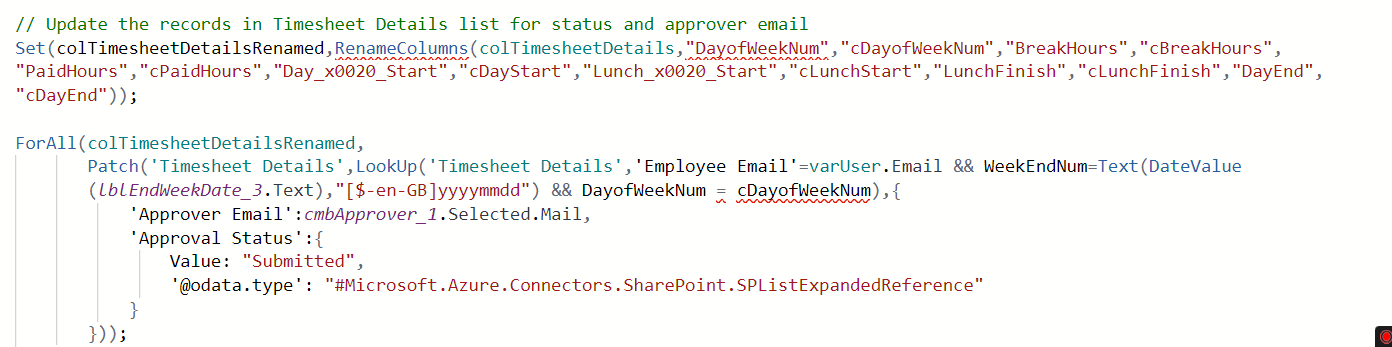 // Update the records in Timesheet Details list for status and approver email
Set(colTimesheetDetailsRenamed,RenameColumns(colTimesheetDetails,"DayofWeekNum","cDayofWeekNum","BreakHours","cBreakHours",
"PaidHours","cPaidHours","Day_x0020_Start","cDayStart","Lunch_x0020_Start","cLunchStart","LunchFinish","cLunchFinish","DayEnd",
"cDayEnd"));
ForAll(colTimesheetDetailsRenamed,
Patch('Timesheet Details',LookUp('Timesheet Details','Employee Email'=varUser.Email && WeekEndNum=Text(DateValue
(lblEndWeekDate_3.Text),"[$-en-GB]yyyymmdd") && DayofWeekNum = cDayofWeekNum),{
'Approver Email':cmbApprover_1.Selected.Mail,
'Approval Status':{
Value: "Submitted",
'@odata.type': "#Microsoft.Azure.Connectors.SharePoint.SPListExpandedReference"
}
}));